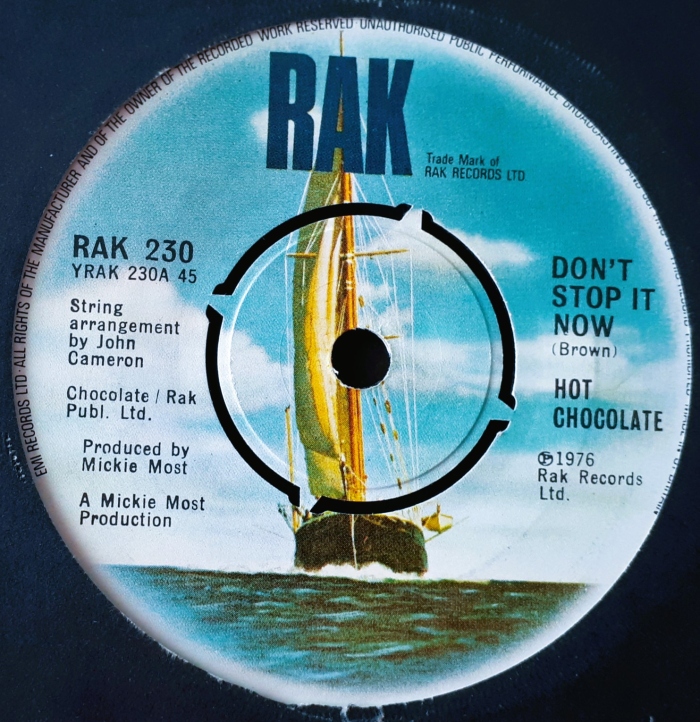 EMI RECORDS LTD·ALL RIGHTS OF THE MANUFACTURER AND OF THE OWNER OF THE RECORDED WORK RESERVED UNAUTHORISED PUBLIC PERFORMANCE BROADCASTING AND
RAK
Trade Mark of
RAK RECORDS LTD
RAK 230
YRAK 230A 45
String
arrangement
by John
Cameron
Chocolate / Rak
Publ. Ltd.
Produced by
Mickie Most
A Mickie Most
Production
DON'T
STOP IT
NOW
(Brown)
HOT
CHOCOLATE
℗1976
Rak Records
Ltd.